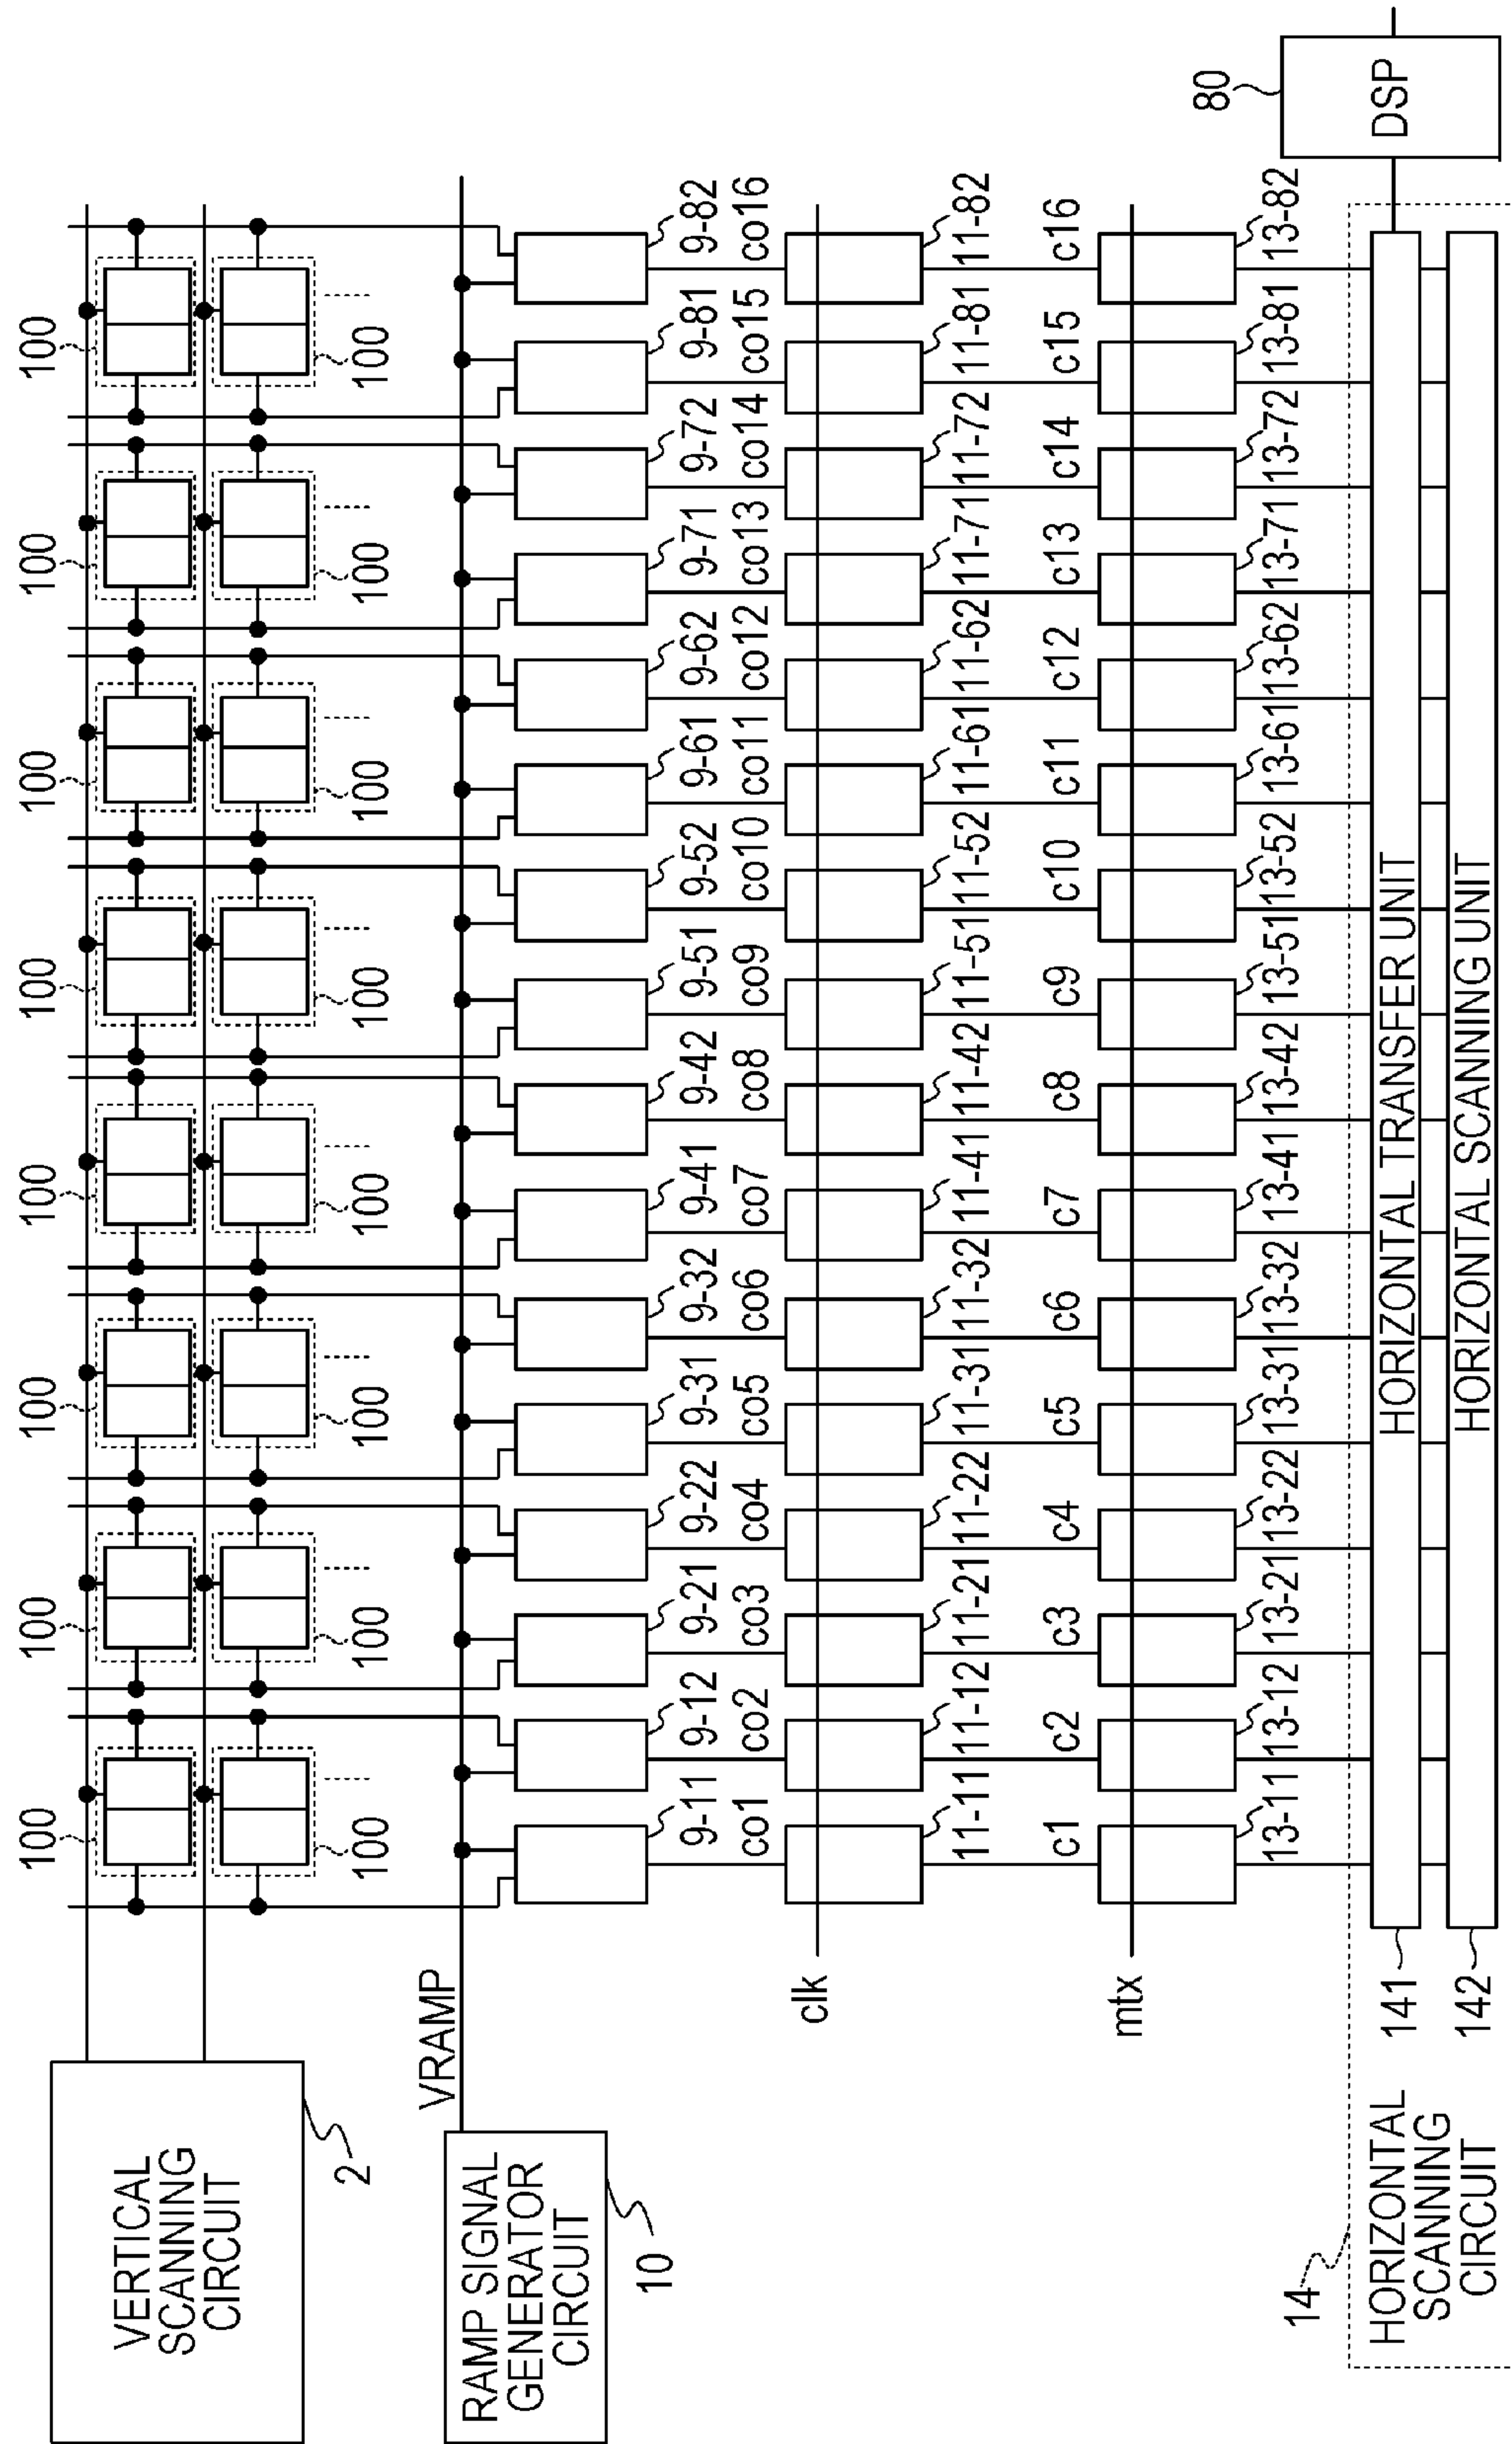 100 100 100 100 100 100 100 100
VERTICAL
SCANNING
CIRCUIT
2
100 100 100 100 100 100 100 100
VRAMP
RAMP SIGNAL
GENERATOR
CIRCUIT
10
9-11 9-12 9-21 9-22 9-31 9-32 9-41 9-42 9-51 9-52 9-61 9-62 9-71 9-72 9-81 9-82
co1 co2 co3 co4 co5 co6 co7 co8 co9 co10 co11 co12 co13 co14 co15 co16
clk
11-11 11-12 11-21 11-22 11-31 11-32 11-41 11-42 11-51 11-52 11-61 11-62 11-71 11-72 11-81 11-82
c1 c2 c3 c4 c5 c6 c7 c8 c9 c10 c11 c12 c13 c14 c15 c16
mtx
13-11 13-12 13-21 13-22 13-31 13-32 13-41 13-42 13-51 13-52 13-61 13-62 13-71 13-72 13-81 13-82
80
14
HORIZONTAL
SCANNING
CIRCUIT
141
HORIZONTAL TRANSFER UNIT
DSP
142
HORIZONTAL SCANNING UNIT